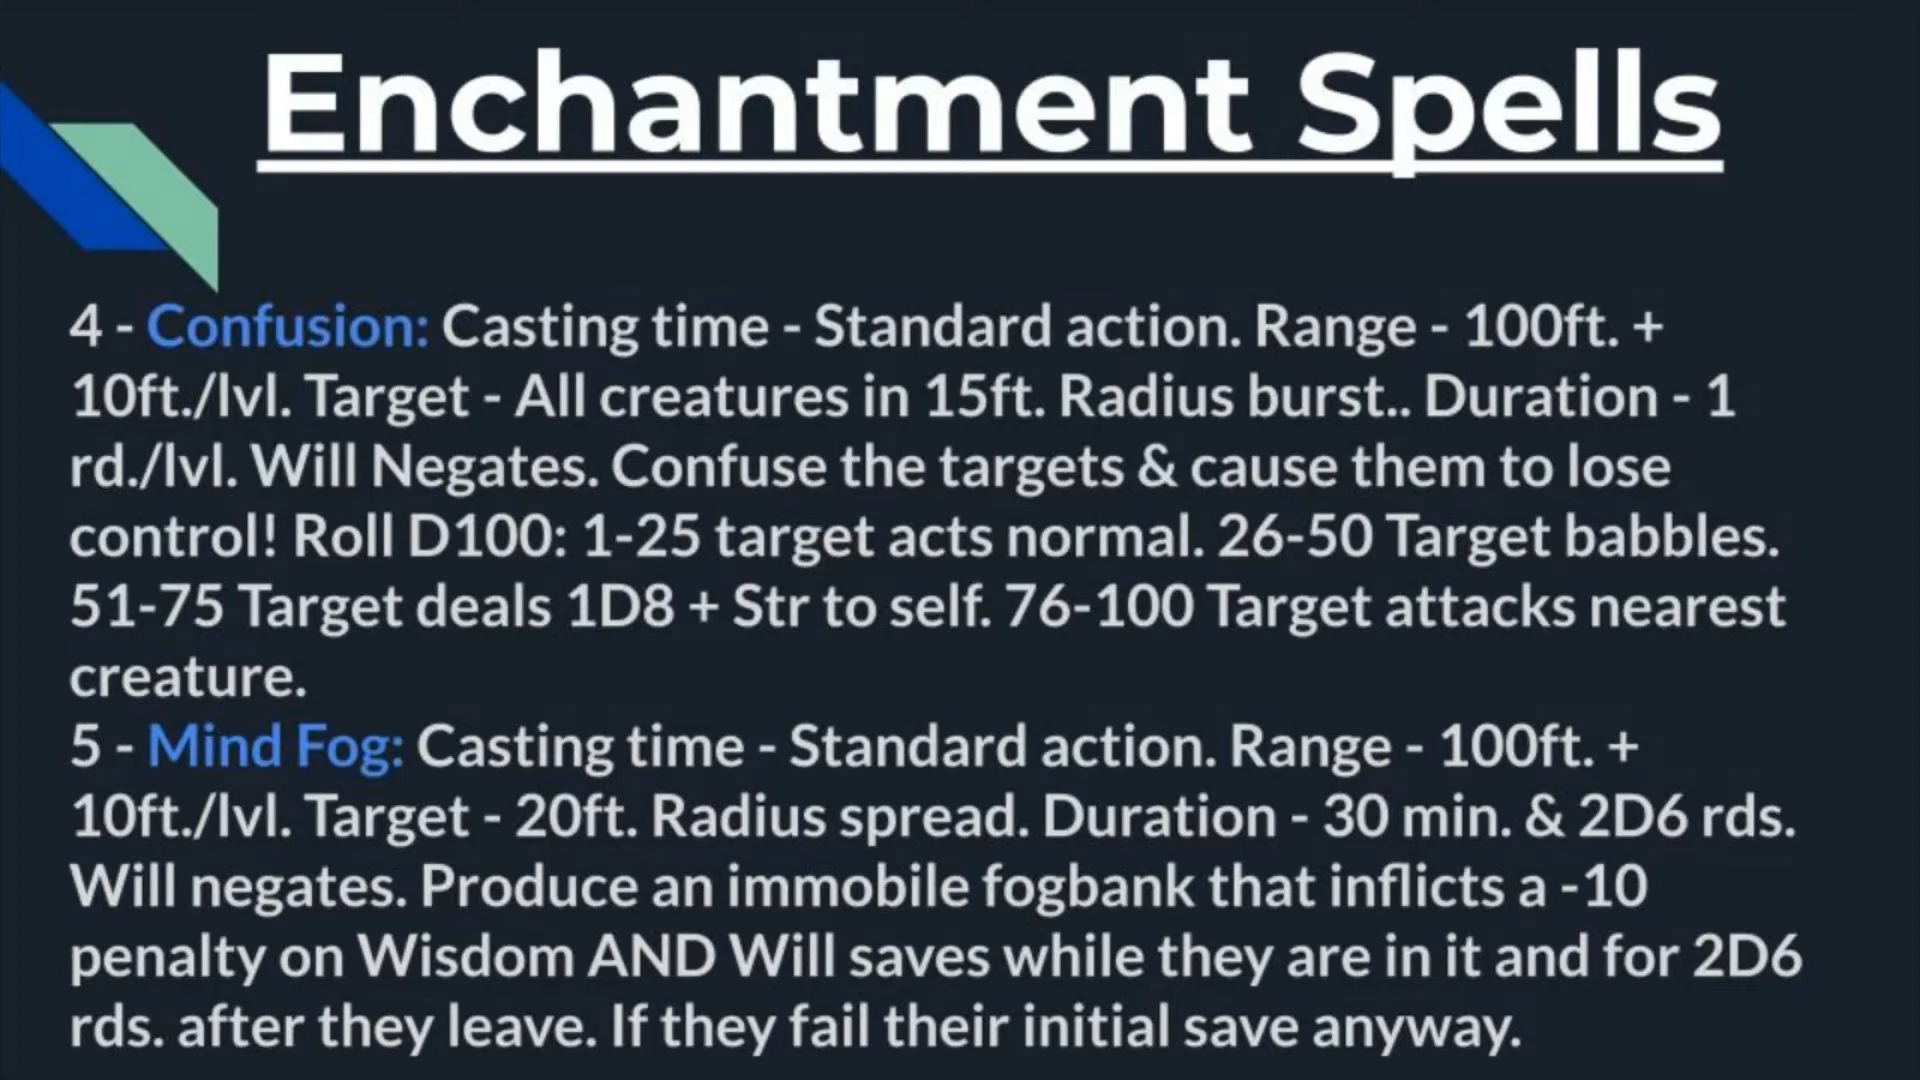 Enchantment Spells
4 - Confusion: Casting time - Standard action. Range - 100ft. +
10ft./lvl. Target - All creatures in 15ft. Radius burst.. Duration - 1
rd./lvl. Will Negates. Confuse the targets & cause them to lose
control! Roll D100: 1-25 target acts normal. 26-50 Target babbles.
51-75 Target deals 1D8 + Str to self. 76-100 Target attacks nearest
creature.
5 - Mind Fog: Casting time - Standard action. Range - 100ft. +
10ft./lvl. Target - 20ft. Radius spread. Duration - 30 min. & 2D6 rds.
Will negates. Produce an immobile fogbank that inflicts a -10
penalty on Wisdom AND Will saves while they are in it and for 2D6
rds. after they leave. If they fail their initial save anyway.